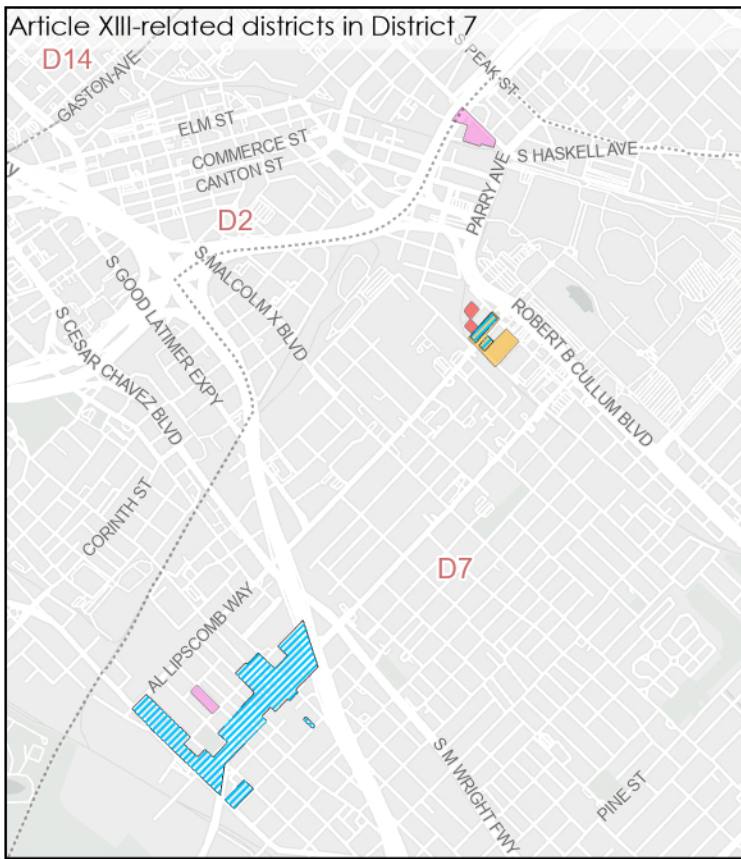 Article XIII-related districts in District 7
D14
S PEAK ST
GASTON AVE
ELM ST
COMMERCE ST
CANTON ST
S HASKELL AVE
PARRY AVE
D2
S MALCOLM X BLVD
S GOOD LATIMER EXPY
S CESAR CHAVEZ BLVD
ROBERT B CULLUM BLVD
CORINTH ST
D7
AL LIPSCOMB WAY
S M WRIGHT FWY
PINE ST